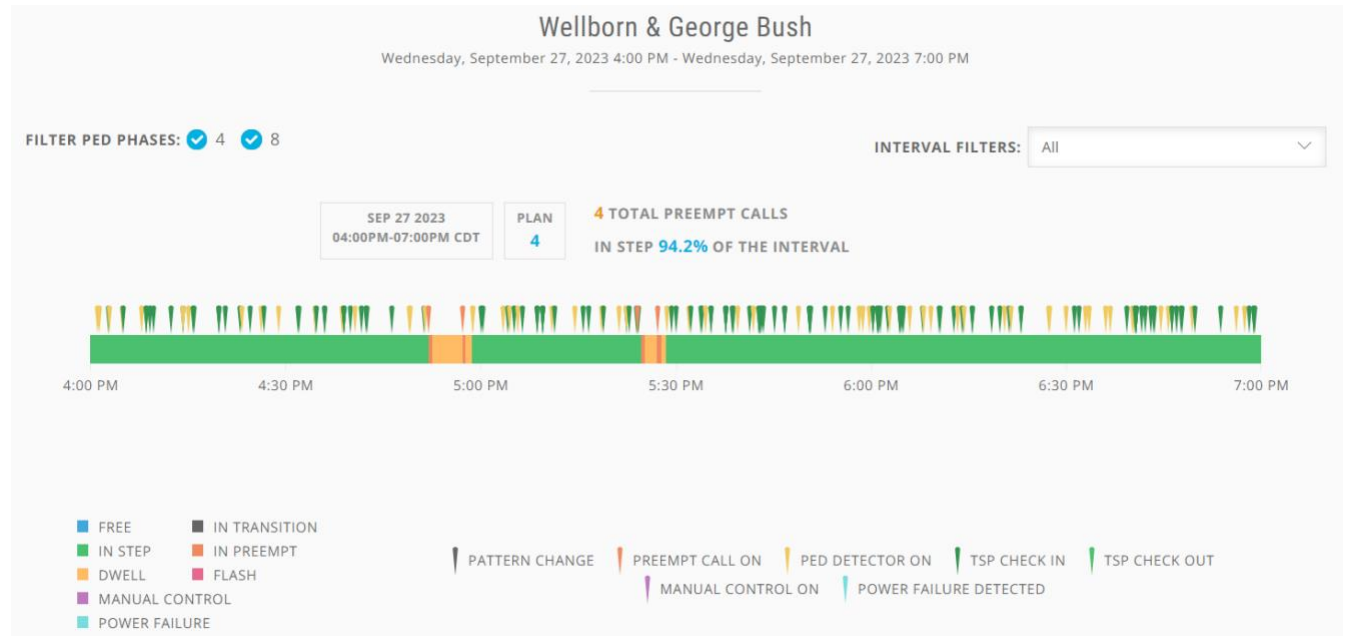 Wellborn & George Bush
Wednesday, September 27, 2023 4:00 PM - Wednesday, September 27, 2023 7:00 PM
FILTER PED PHASES: 4 8
INTERVAL FILTERS: All
SEP 27 2023
04:00PM-07:00PM CDT
PLAN
4
4 TOTAL PREEMPT CALLS
IN STEP 94.2% OF THE INTERVAL
4:00 PM 4:30 PM 5:00 PM 5:30 PM 6:00 PM 6:30 PM 7:00 PM
FREE IN TRANSITION
IN STEP IN PREEMPT
DWELL FLASH
MANUAL CONTROL
POWER FAILURE
PATTERN CHANGE PREEMPT CALL ON PED DETECTOR ON TSP CHECK IN TSP CHECK OUT
MANUAL CONTROL ON POWER FAILURE DETECTED